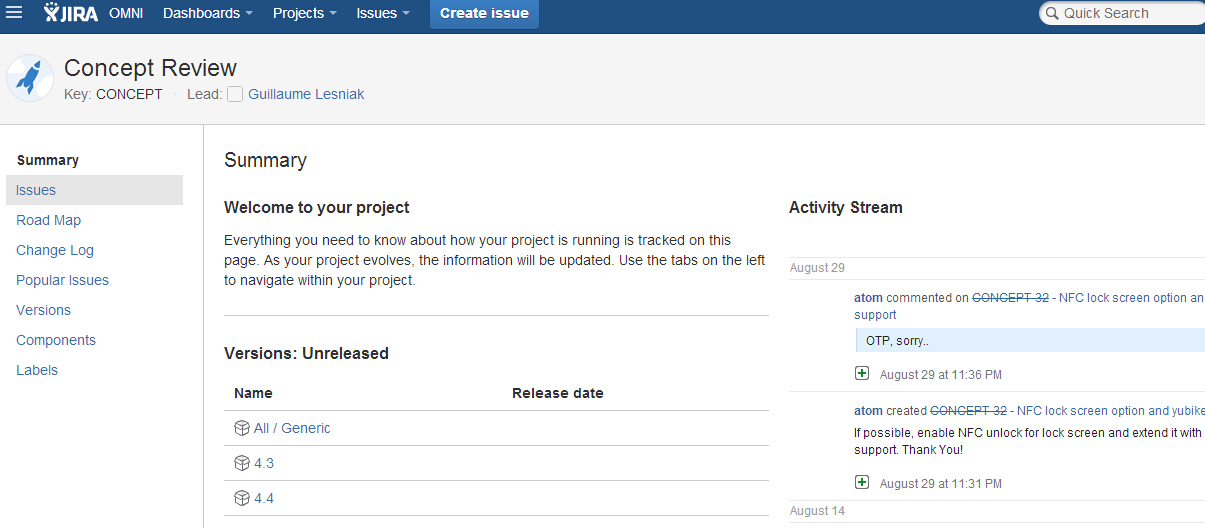 JIRA OMNI Dashboards Projects Issues Create issue Quick Search
Concept Review
Key: CONCEPT · Lead: Guillaume Lesniak
Summary
Issues
Road Map
Change Log
Popular Issues
Versions
Components
Labels
Summary
Welcome to your project
Everything you need to know about how your project is running is tracked on this
page. As your project evolves, the information will be updated. Use the tabs on the left
to navigate within your project.
Versions: Unreleased
Name Release date
All / Generic
4.3
4.4
Activity Stream
August 29
atom commented on CONCEPT-32 - NFC lock screen option an
support
OTP, sorry..
August 29 at 11:36 PM
atom created CONCEPT-32 - NFC lock screen option and yubike
If possible, enable NFC unlock for lock screen and extend it with
support. Thank You!
August 29 at 11:31 PM
August 14